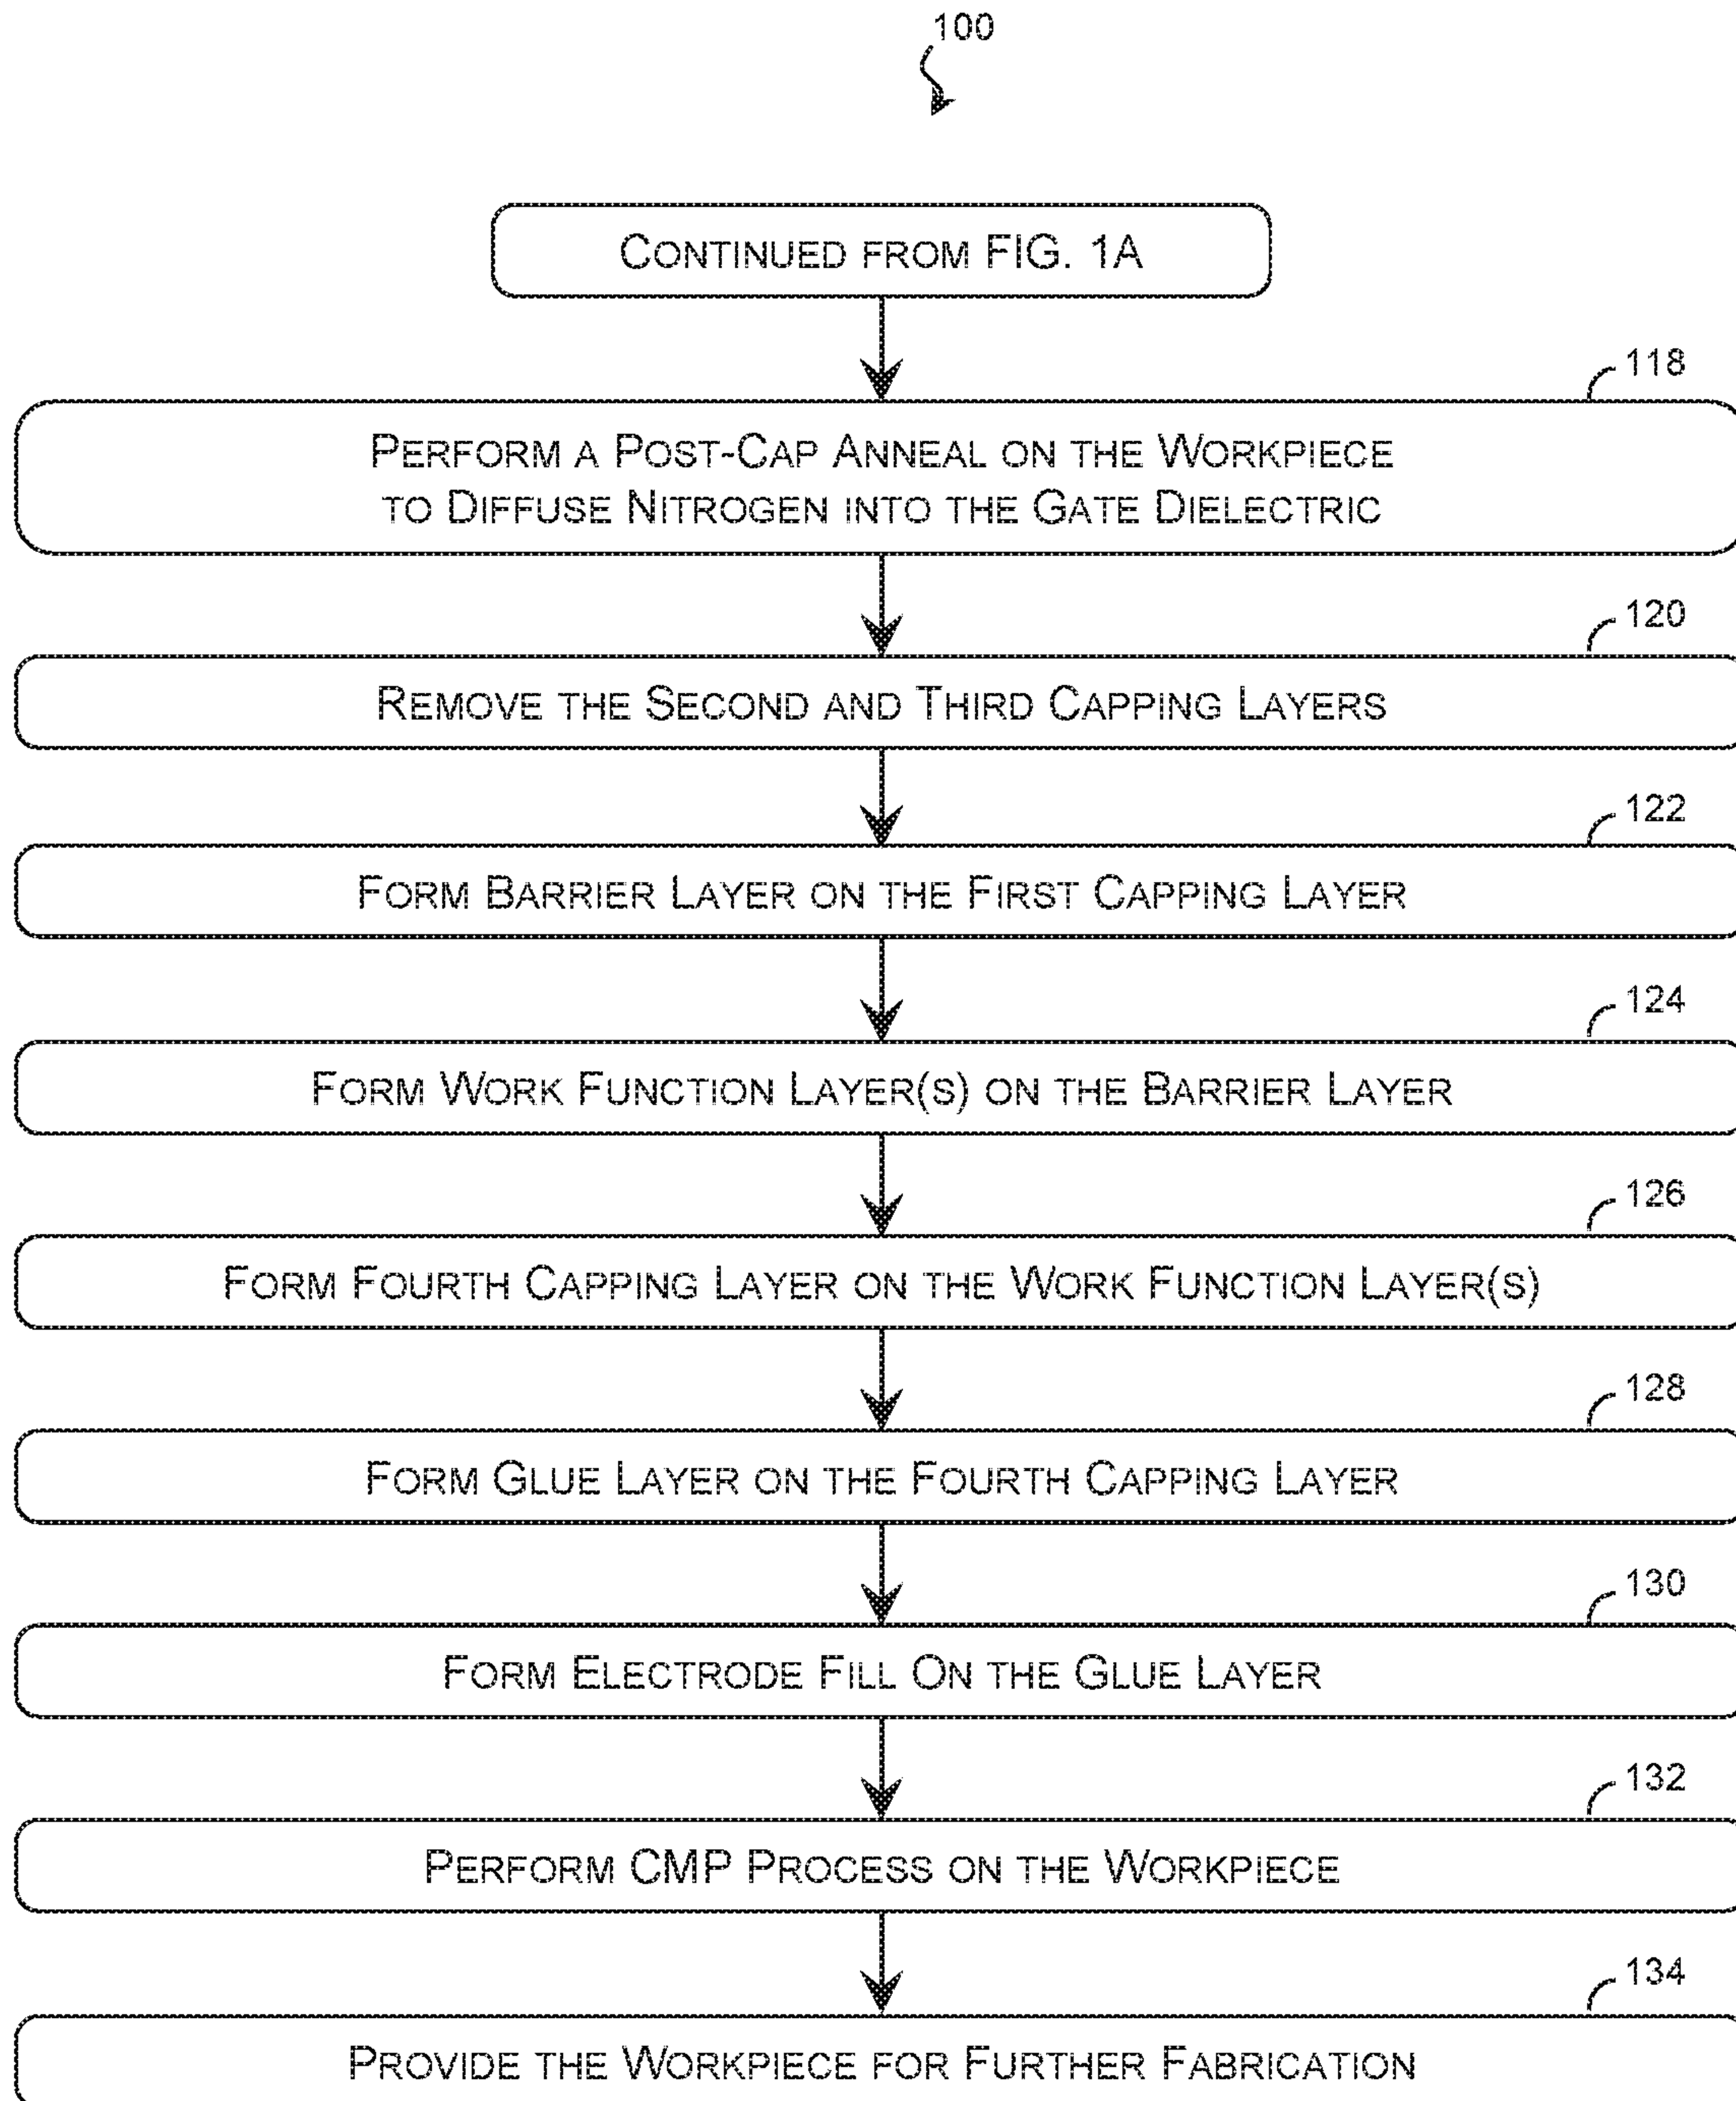 100
CONTINUED FROM FIG. 1A
118
PERFORM A POST-CAP ANNEAL ON THE WORKPIECE
TO DIFFUSE NITROGEN INTO THE GATE DIELECTRIC
120
REMOVE THE SECOND AND THIRD CAPPING LAYERS
122
FORM BARRIER LAYER ON THE FIRST CAPPING LAYER
124
FORM WORK FUNCTION LAYER(S) ON THE BARRIER LAYER
126
FORM FOURTH CAPPING LAYER ON THE WORK FUNCTION LAYER(S)
128
FORM GLUE LAYER ON THE FOURTH CAPPING LAYER
130
FORM ELECTRODE FILL ON THE GLUE LAYER
132
PERFORM CMP PROCESS ON THE WORKPIECE
134
PROVIDE THE WORKPIECE FOR FURTHER FABRICATION